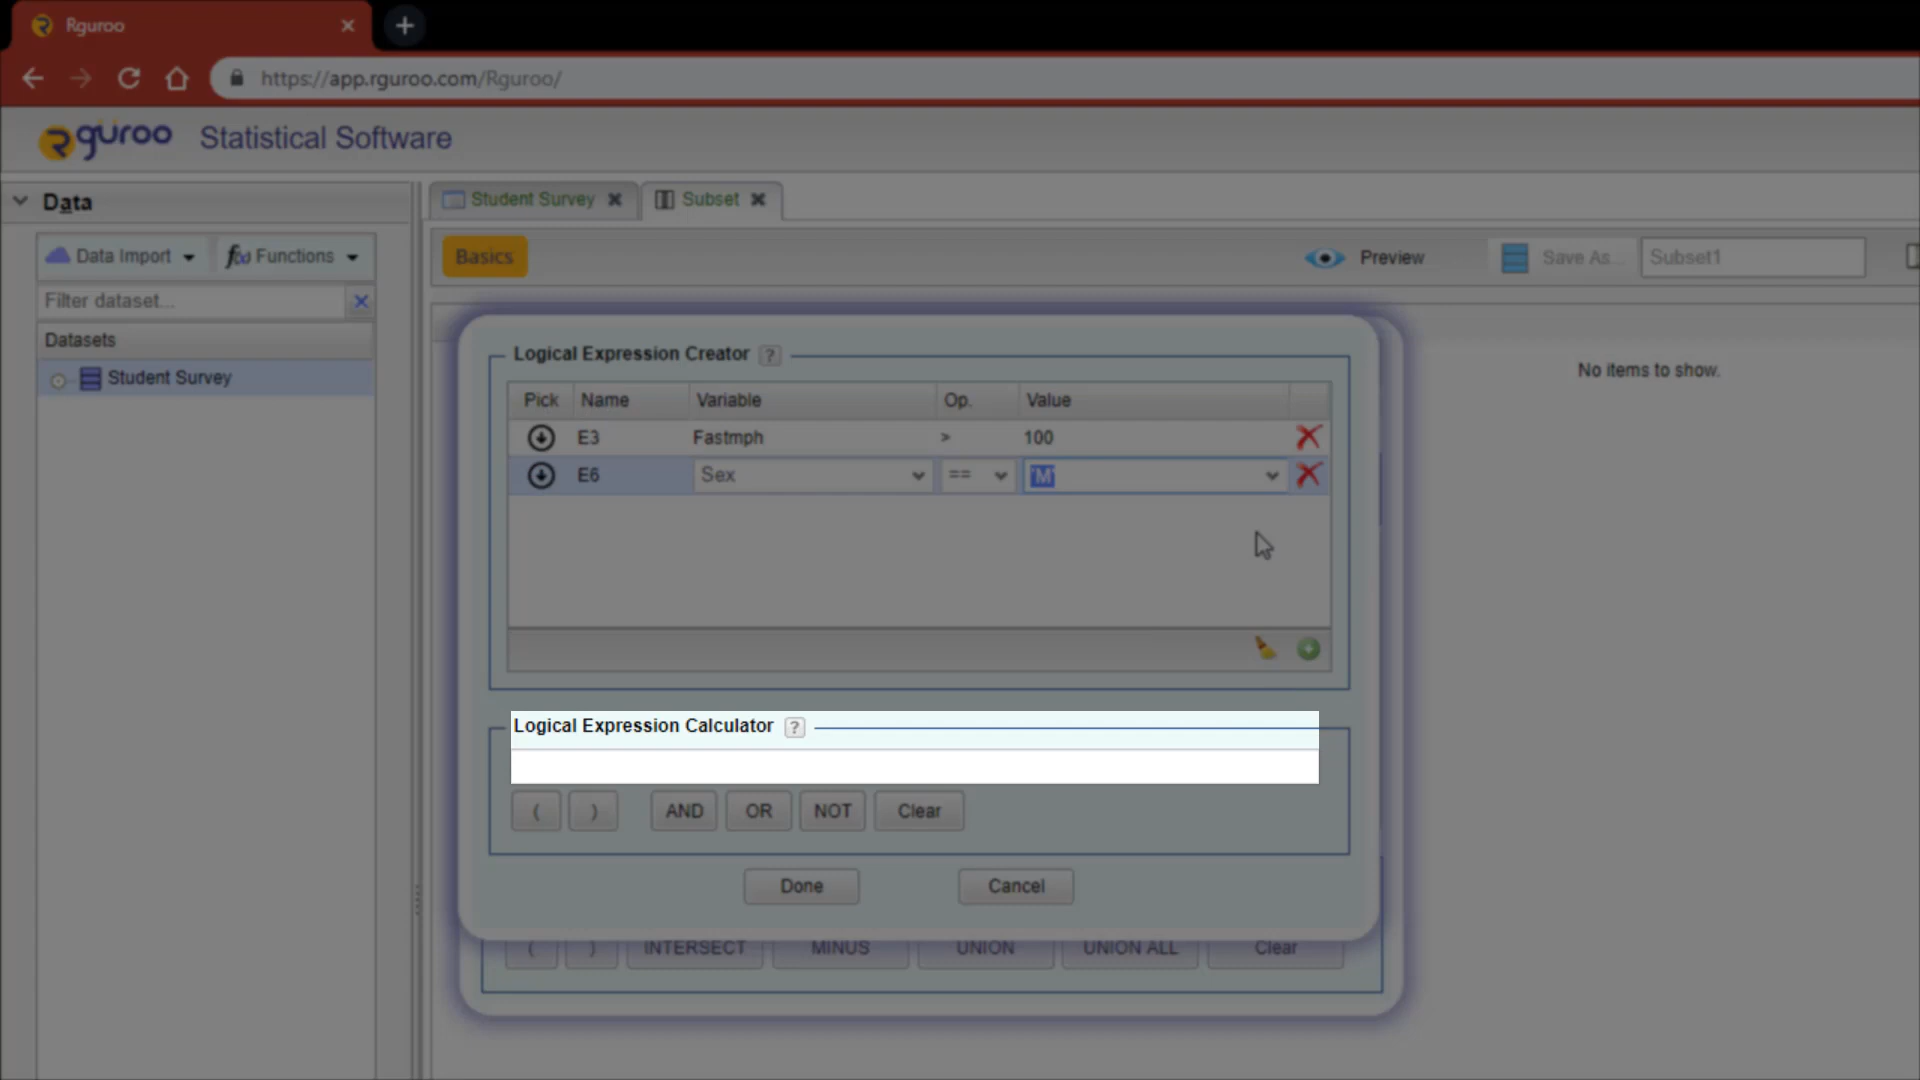 Rguroo
https://app.rguroo.com/Rguroo/
rguroo Statistical Software
Data
Student Survey Subset
Data Import f(x) Functions
Basics Preview Save As... Subset1
Filter dataset...
Datasets
Student Survey
No items to show.
Logical Expression Creator ?
Pick Name Variable Op. Value
E3 Fastmph > 100
E6 Sex == 'M'
Logical Expression Calculator ?
( ) AND OR NOT Clear
Done Cancel
( ) INTERSECT MINUS UNION UNION ALL Clear